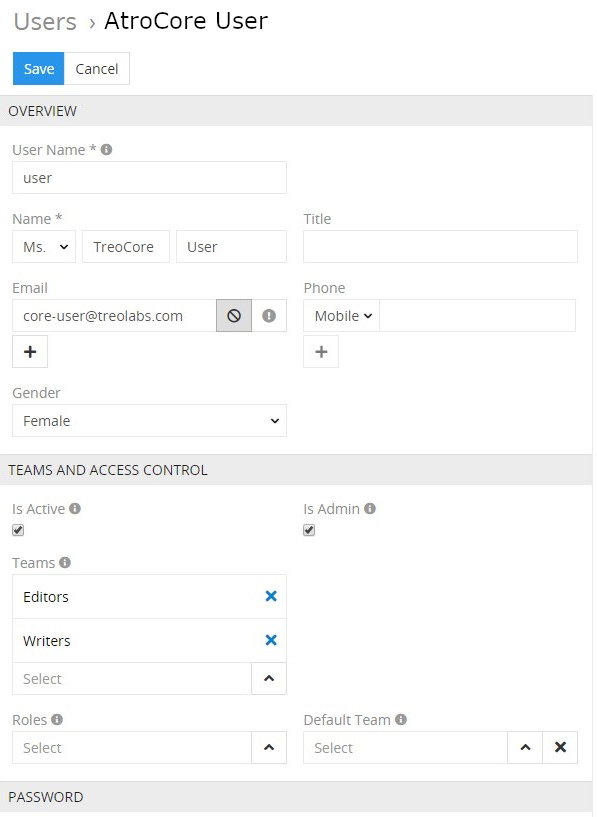 Users › AtroCore User
Save Cancel
OVERVIEW
User Name *
user
Name * Title
Ms. TreoCore User
Email Phone
core-user@treolabs.com Mobile
Gender
Female
TEAMS AND ACCESS CONTROL
Is Active Is Admin
Teams
Editors
Writers
Select
Roles Default Team
Select Select
PASSWORD